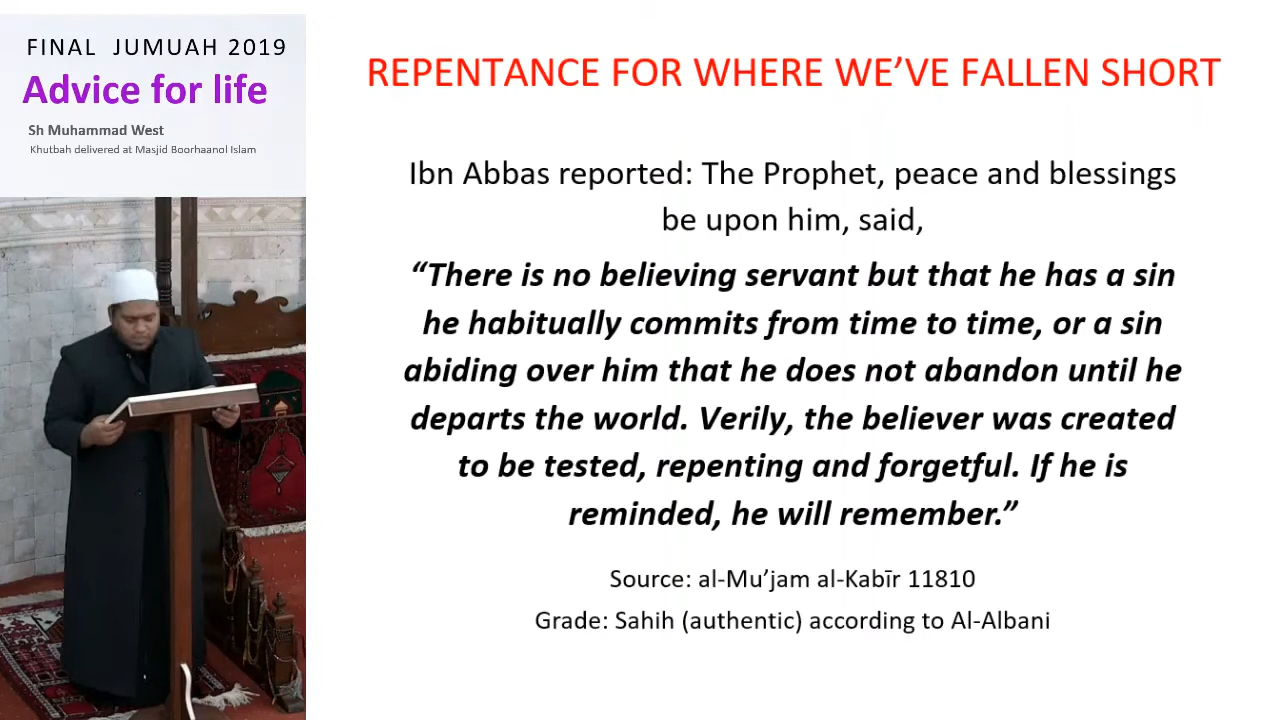 FINAL JUMUAH 2019
Advice for life
Sh Muhammad West
Khutbah delivered at Masjid Boorhaanol Islam
REPENTANCE FOR WHERE WE’VE FALLEN SHORT
Ibn Abbas reported: The Prophet, peace and blessings
be upon him, said,
“There is no believing servant but that he has a sin
he habitually commits from time to time, or a sin
abiding over him that he does not abandon until he
departs the world. Verily, the believer was created
to be tested, repenting and forgetful. If he is
reminded, he will remember.”
Source: al-Mu’jam al-Kabīr 11810
Grade: Sahih (authentic) according to Al-Albani